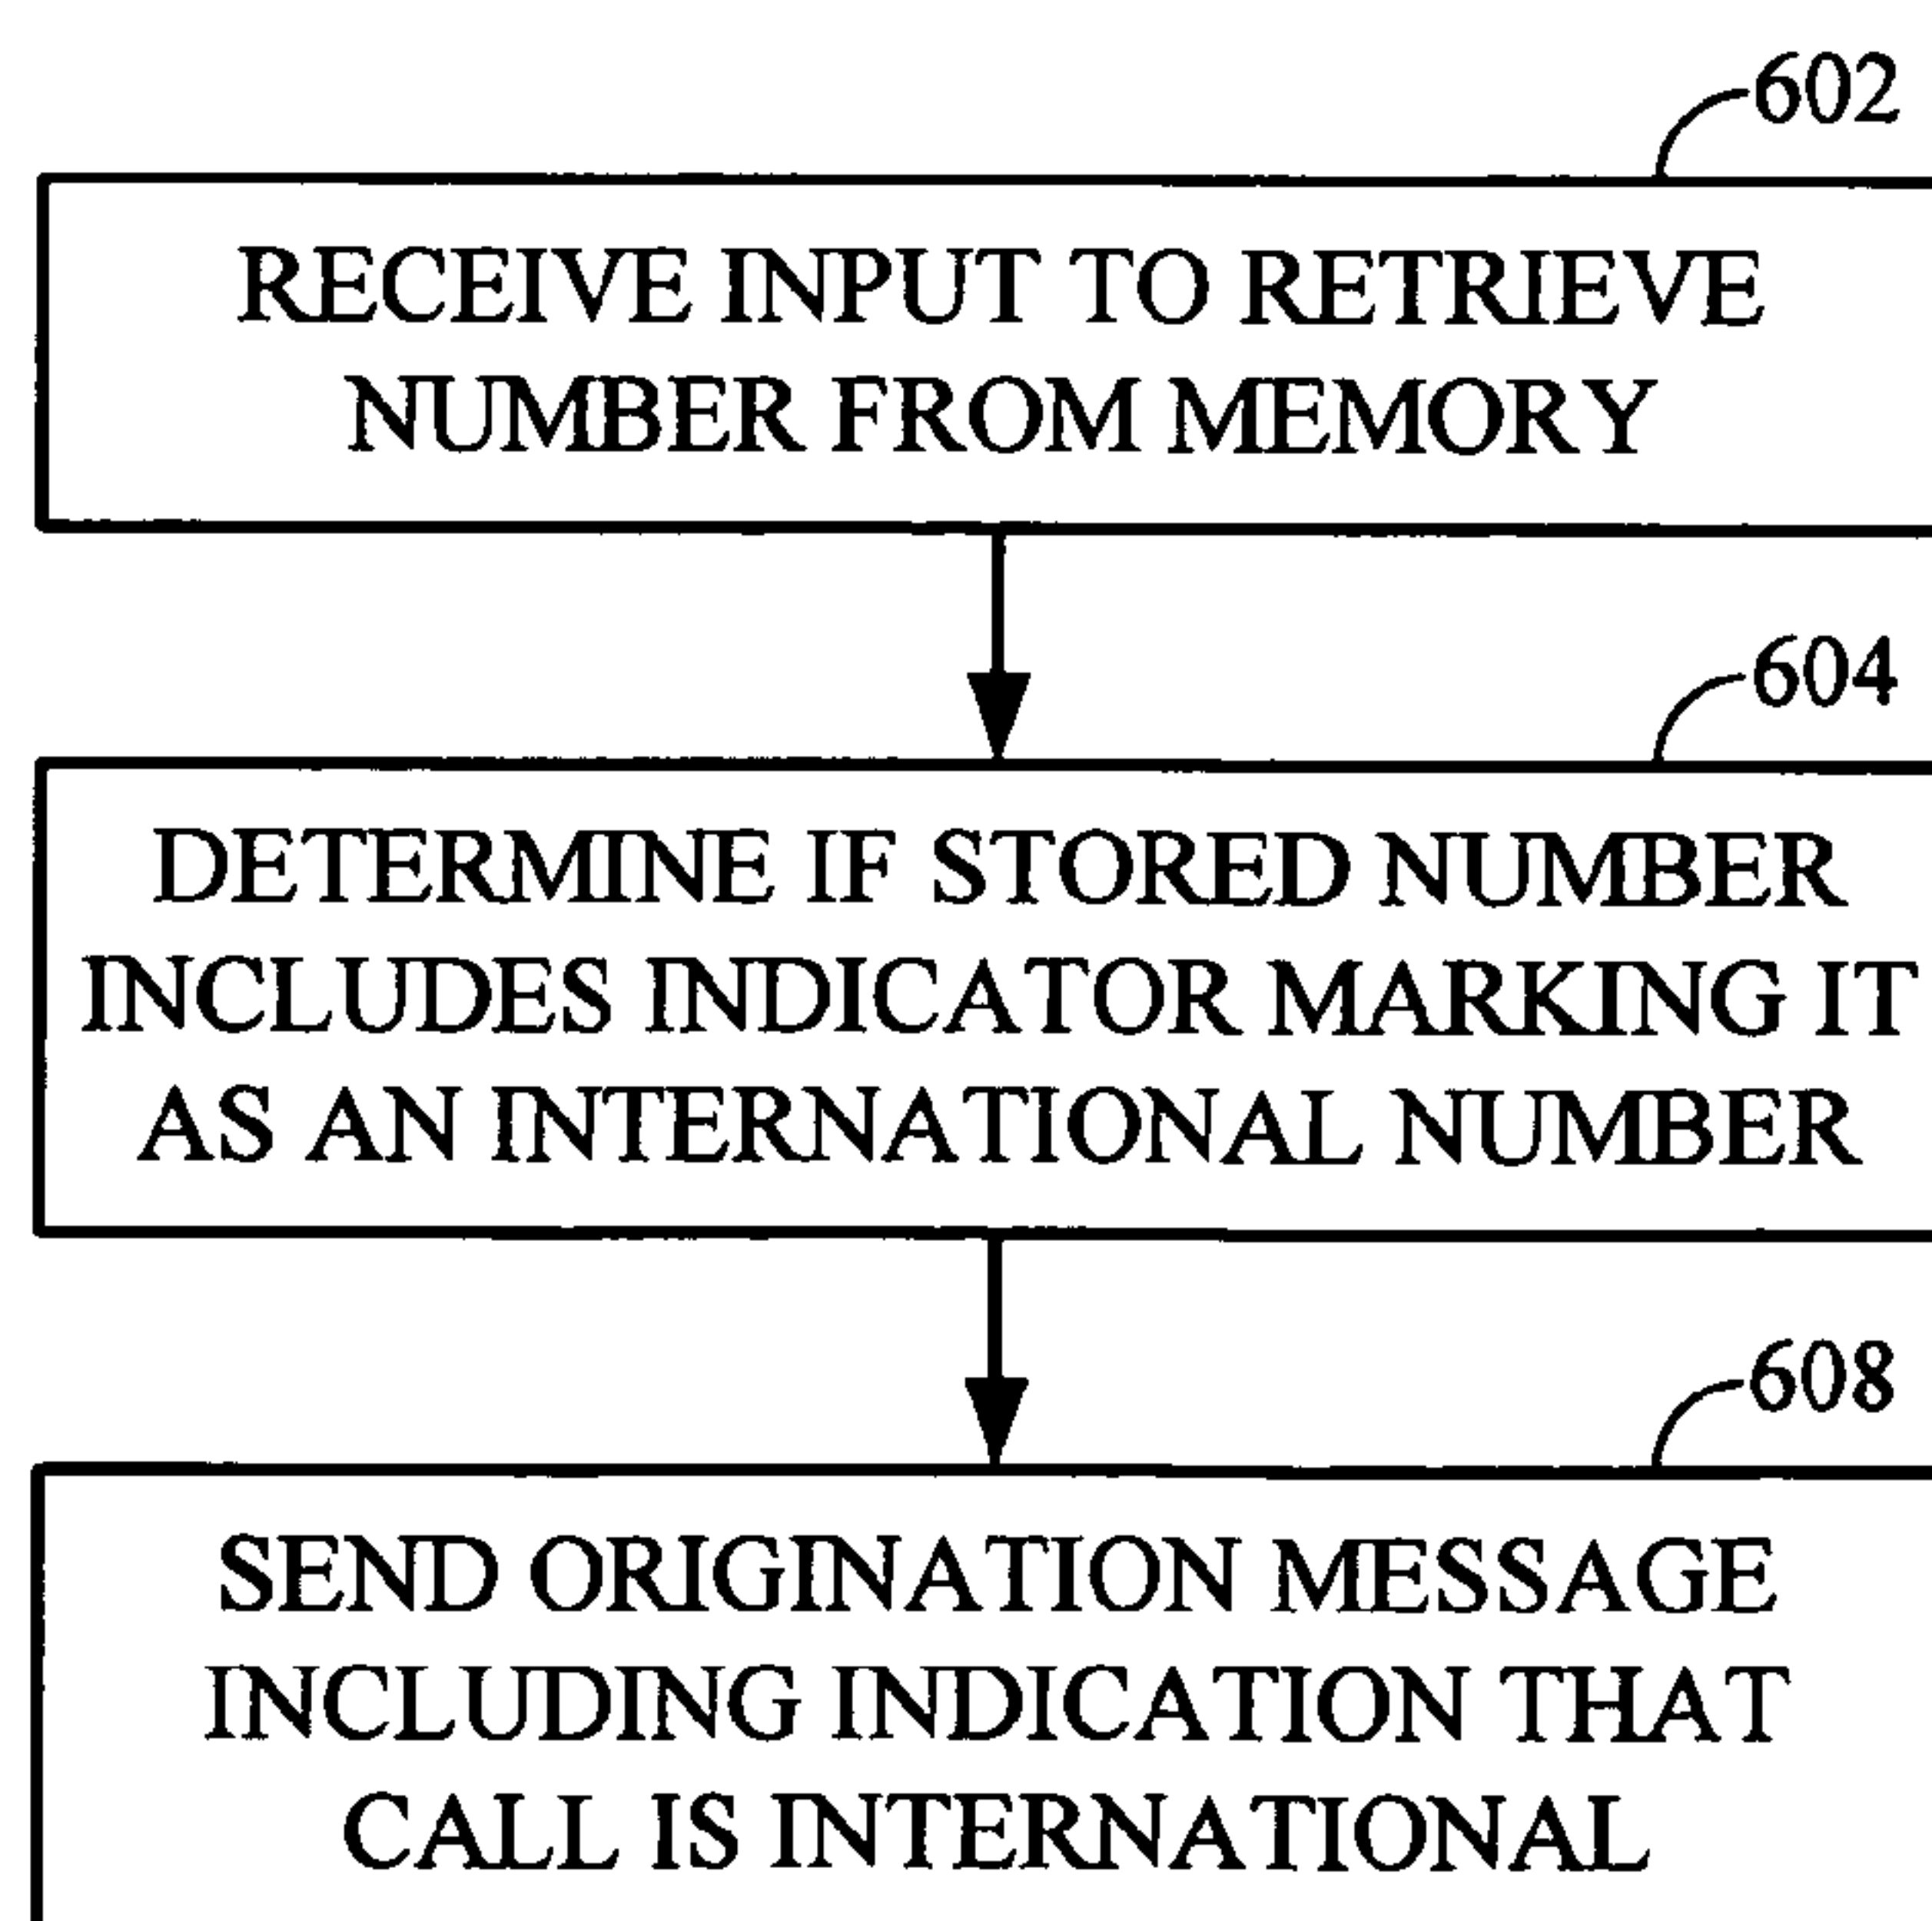 602
RECEIVE INPUT TO RETRIEVE
NUMBER FROM MEMORY
604
DETERMINE IF STORED NUMBER
INCLUDES INDICATOR MARKING IT
AS AN INTERNATIONAL NUMBER
608
SEND ORIGINATION MESSAGE
INCLUDING INDICATION THAT
CALL IS INTERNATIONAL